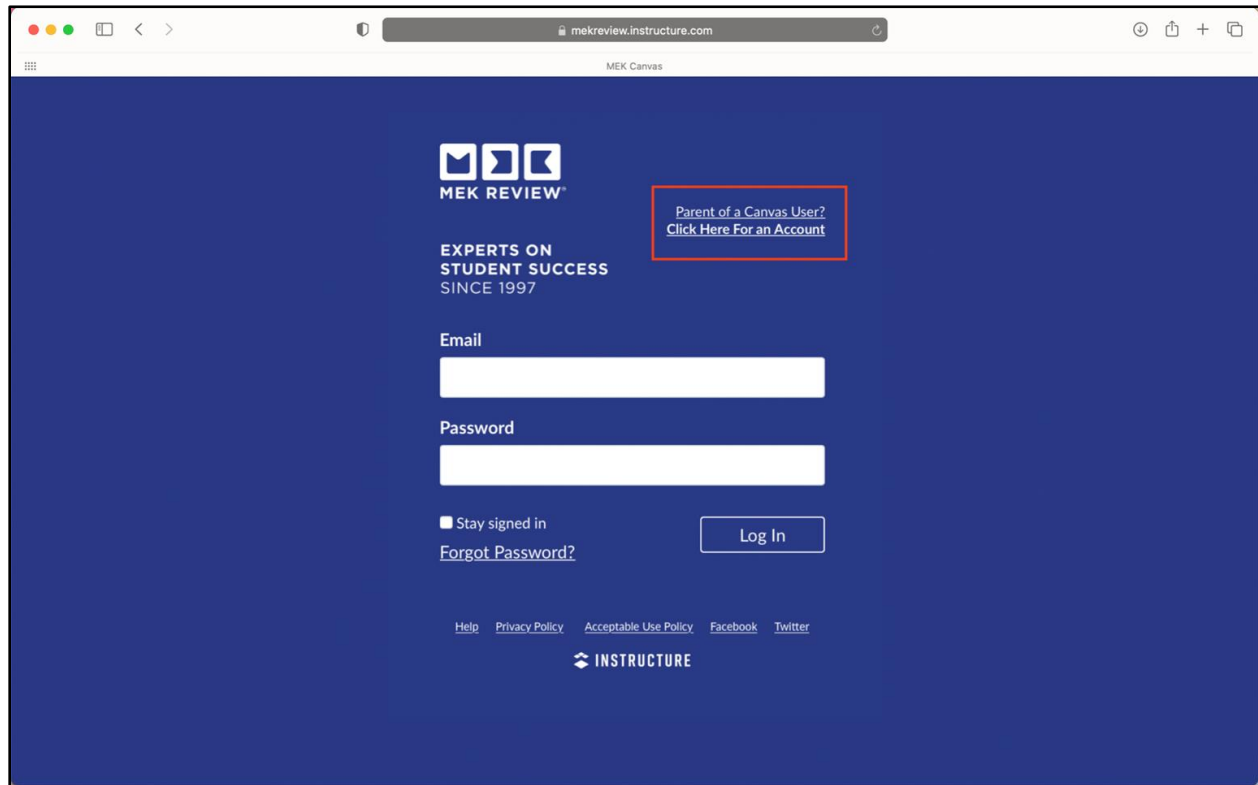 mekreview.instructure.com
MEK Canvas
MEK REVIEW®
Parent of a Canvas User?
Click Here For an Account
EXPERTS ON
STUDENT SUCCESS
SINCE 1997
Email
Password
Stay signed in
Log In
Forgot Password?
Help Privacy Policy Acceptable Use Policy Facebook Twitter
INSTRUCTURE